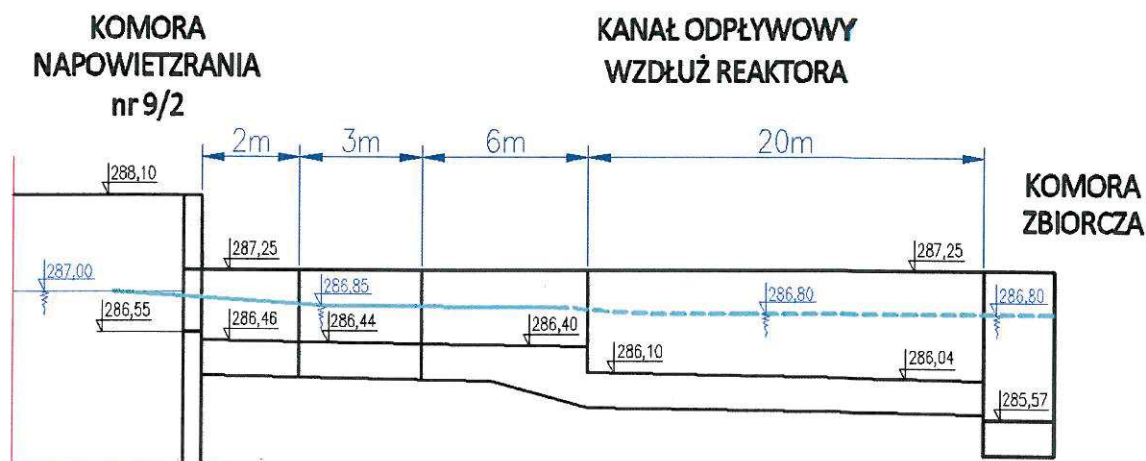 KOMORA
NAPOWIETZRANIA
nr 9/2
KANAŁ ODPŁYWOWY
WZDŁUŻ REAKTORA
2m
3m
6m
20m
KOMORA
ZBIORCZA
288,10
287,25
287,25
287,00
286,85
286,80
286,80
286,55
286,46
286,44
286,40
286,10
286,04
285,57